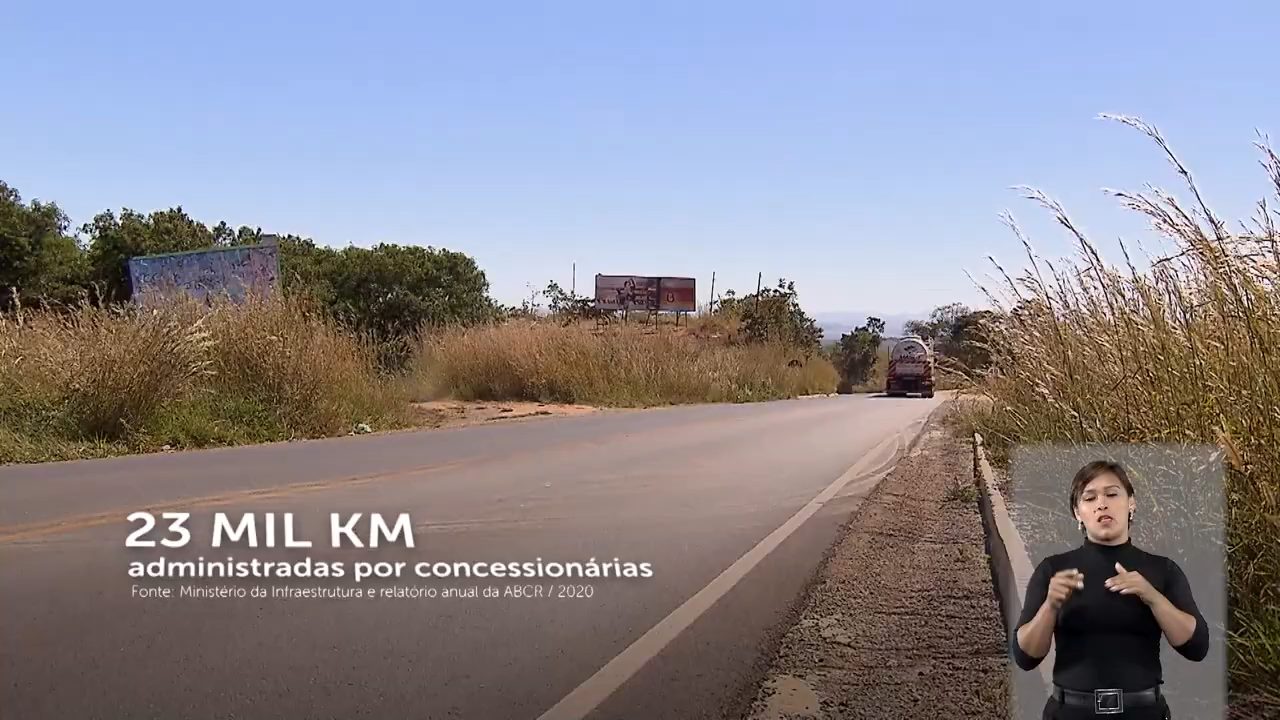 23 MIL KM
administradas por concessionárias
Fonte: Ministério da Infraestrutura e relatório anual da ABCR / 2020